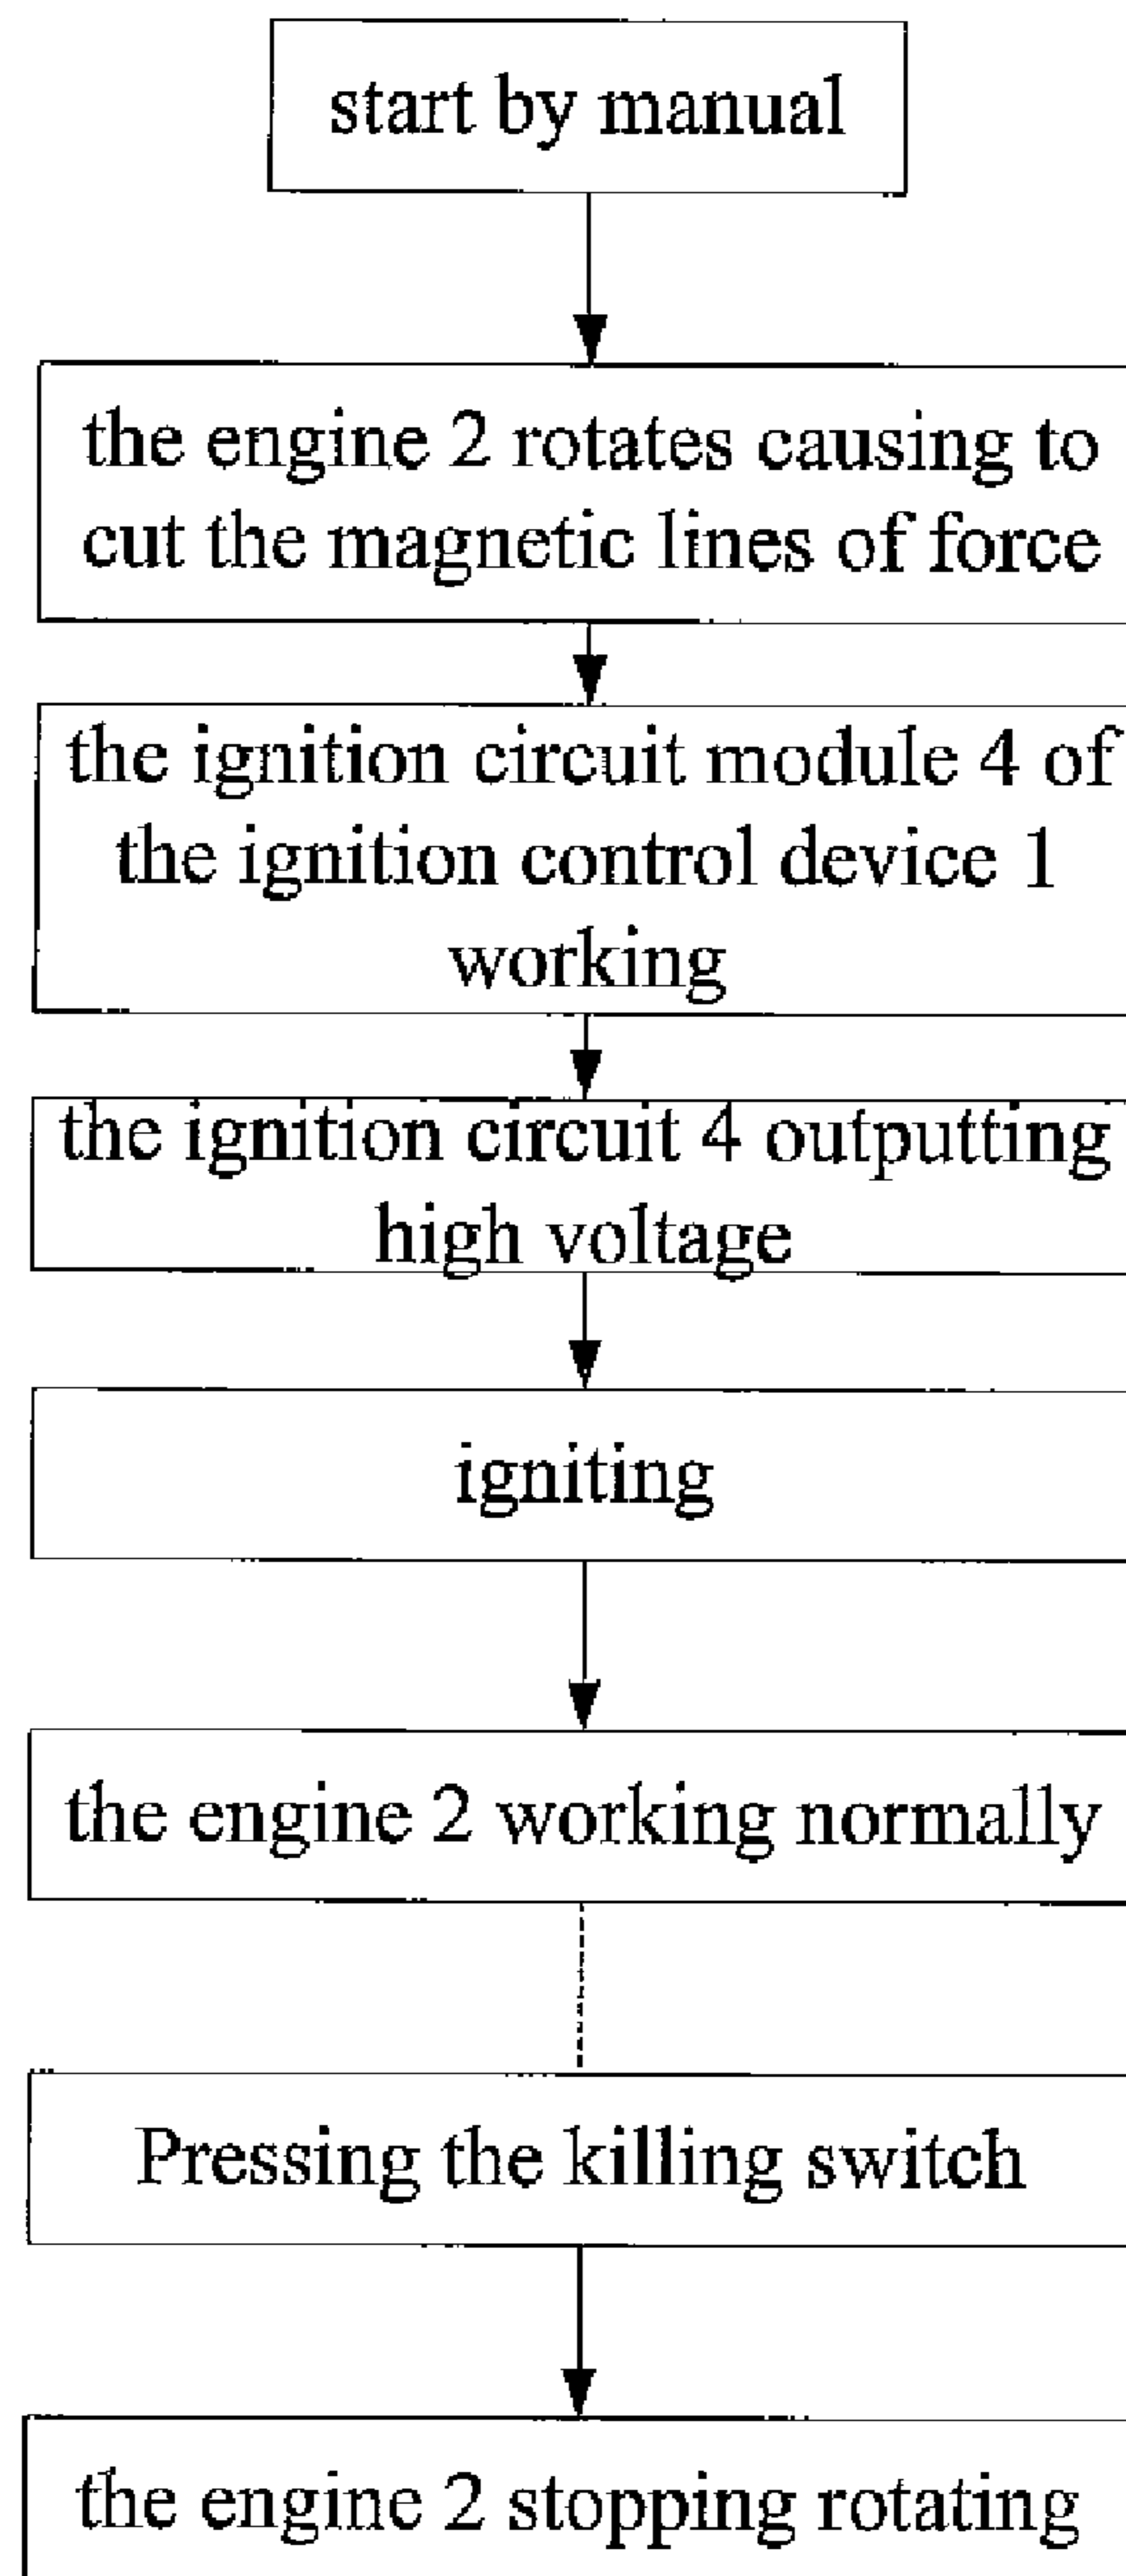 start by manual
the engine 2 rotates causing to
cut the magnetic lines of force
the ignition circuit module 4 of
the ignition control device 1
working
the ignition circuit 4 outputting
high voltage
igniting
the engine 2 working normally
Pressing the killing switch
the engine 2 stopping rotating